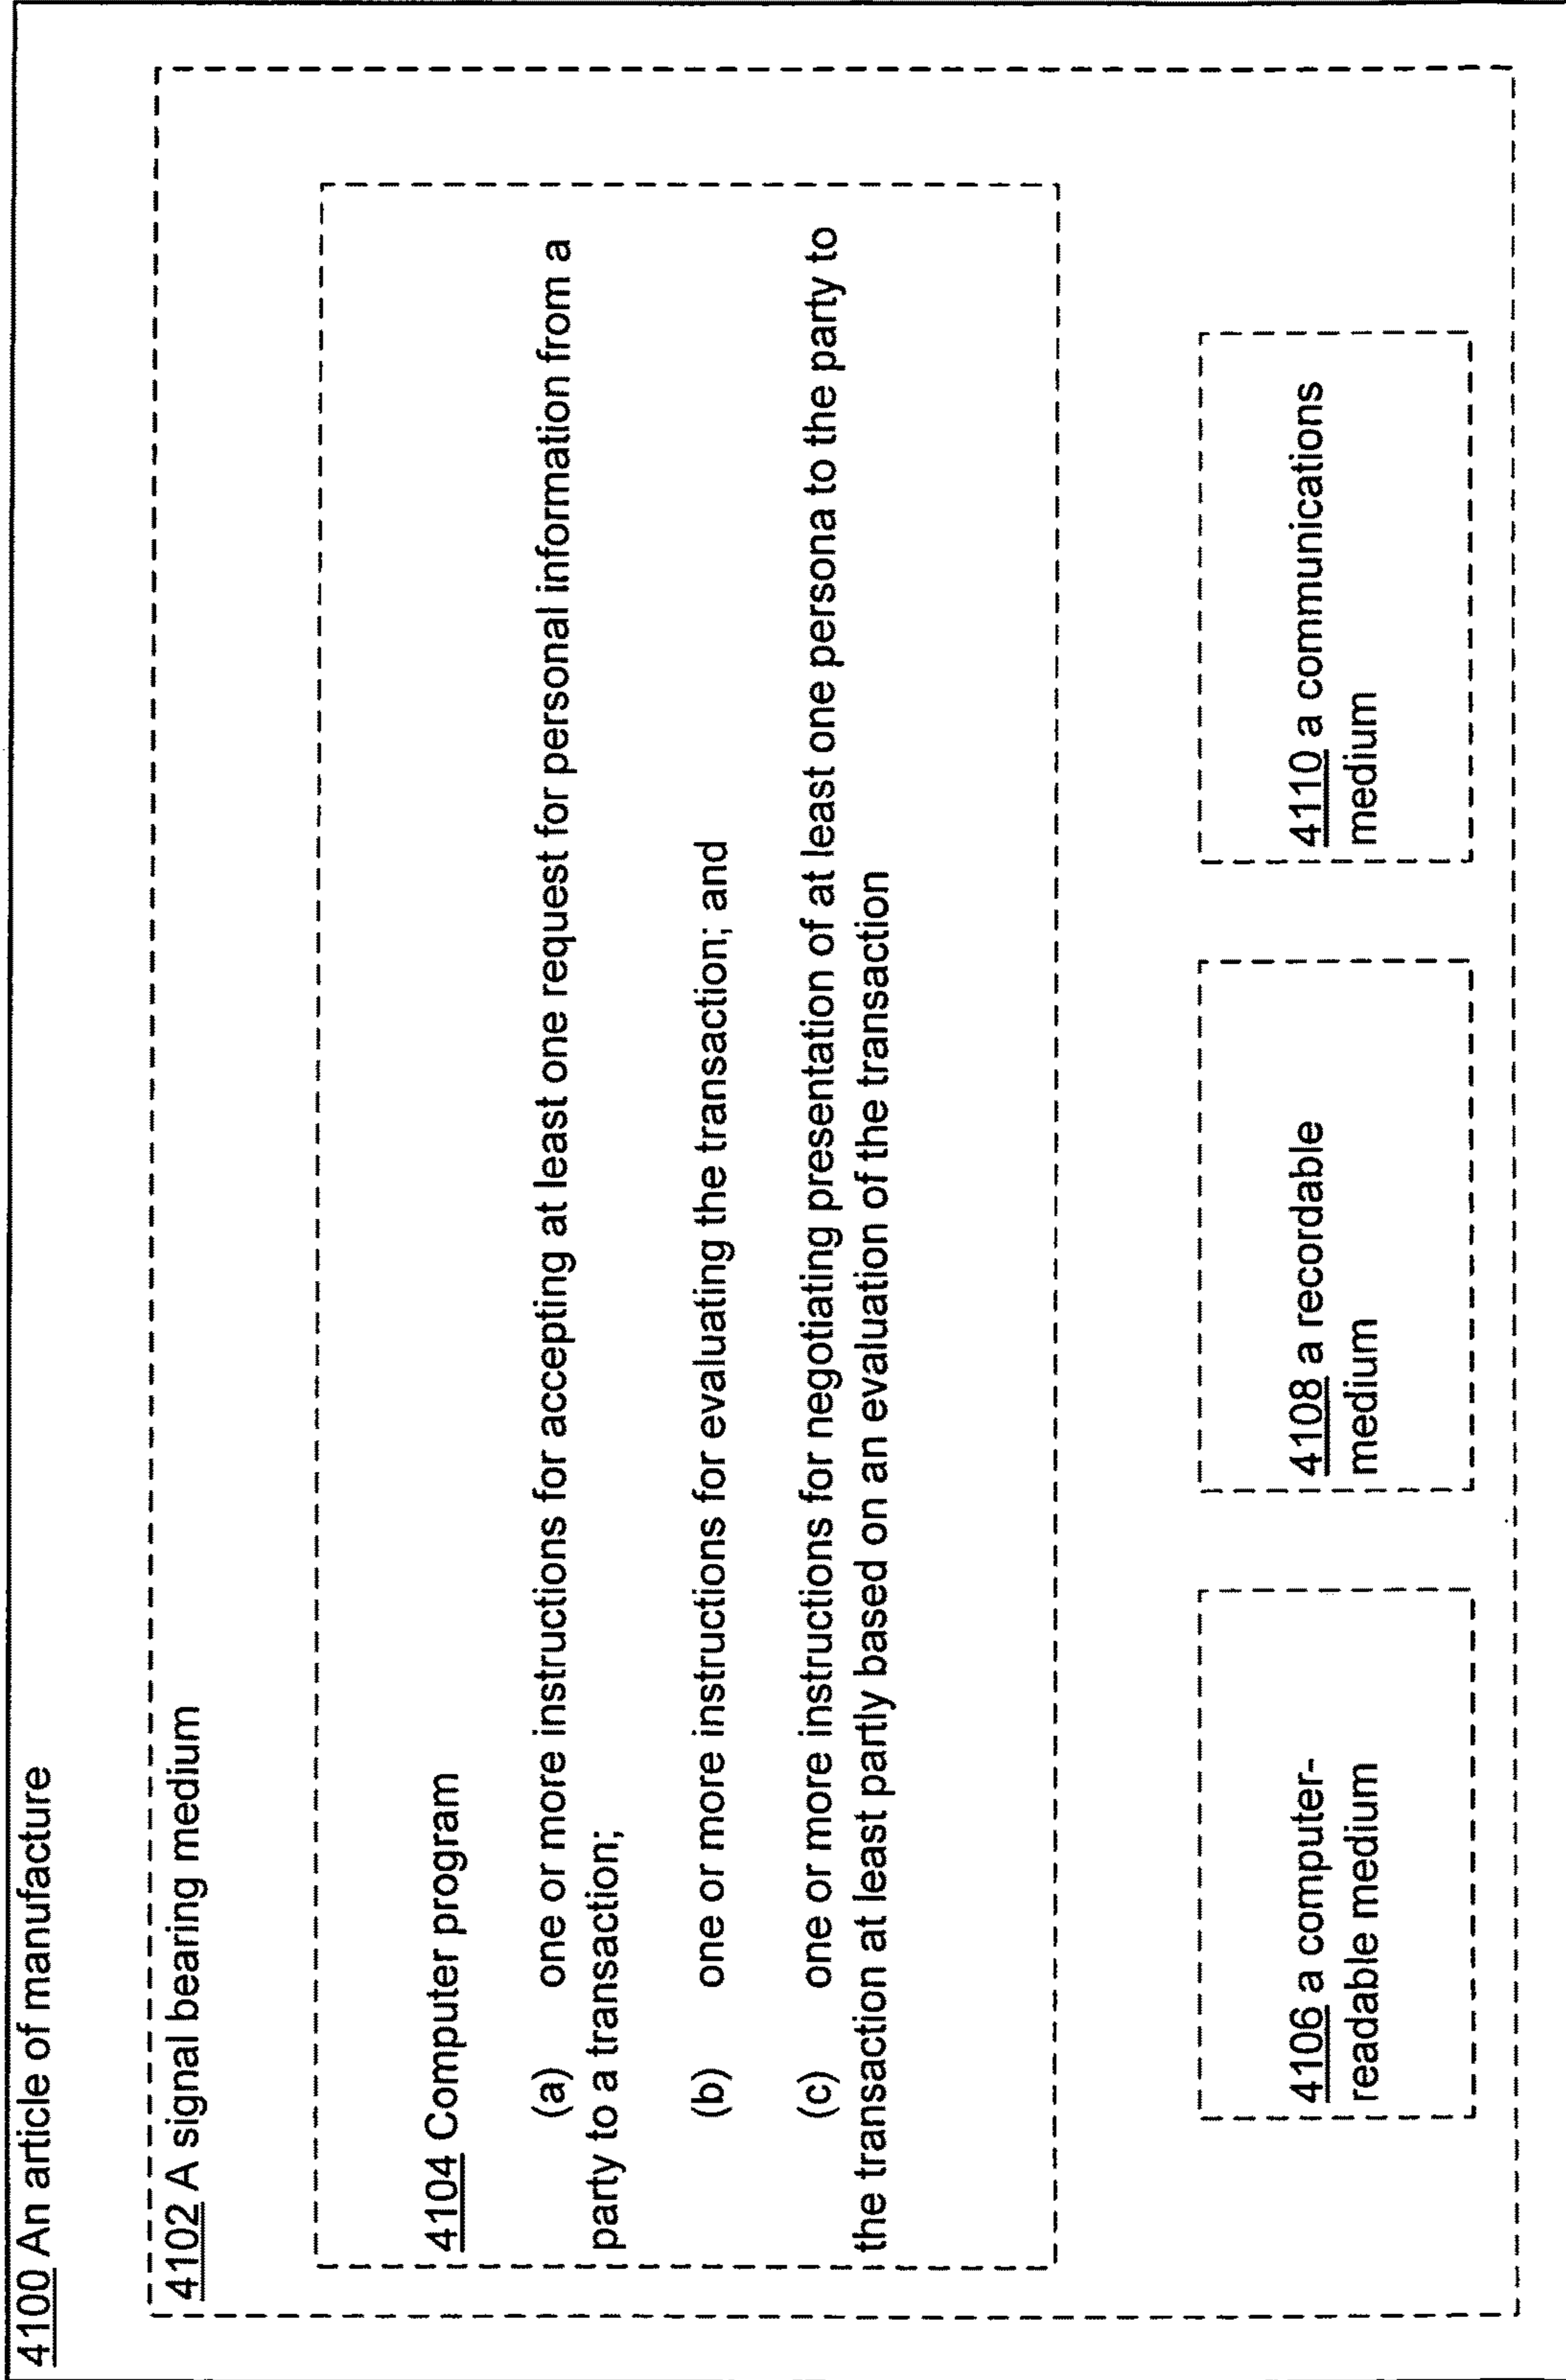 4100 An article of manufacture
4102 A signal bearing medium
4104 Computer program
(a) one or more instructions for accepting at least one request for personal information from a
party to a transaction;
(b) one or more instructions for evaluating the transaction; and
(c) one or more instructions for negotiating presentation of at least one persona to the party to
the transaction at least partly based on an evaluation of the transaction
4106 a computer-
readable medium
4108 a recordable
medium
4110 a communications
medium